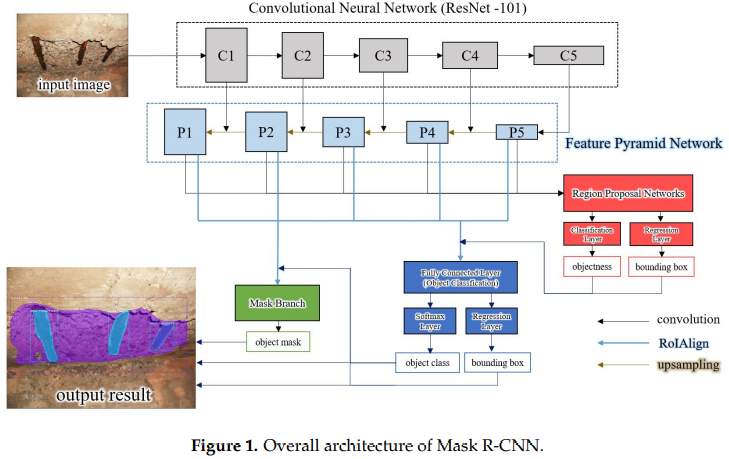 Convolutional Neural Network (ResNet -101)
input image
C1
C2
C3
C4
C5
P1
P2
P3
P4
P5
Feature Pyramid Network
Region Proposal Networks
Classification
Layer
Regression
Layer
objectness
bounding box
Fully Connected Layer
(Object Classification)
Mask Branch
Softmax
Layer
Regression
Layer
object mask
object class
bounding box
convolution
RoIAlign
upsampling
output result
Figure 1. Overall architecture of Mask R-CNN.